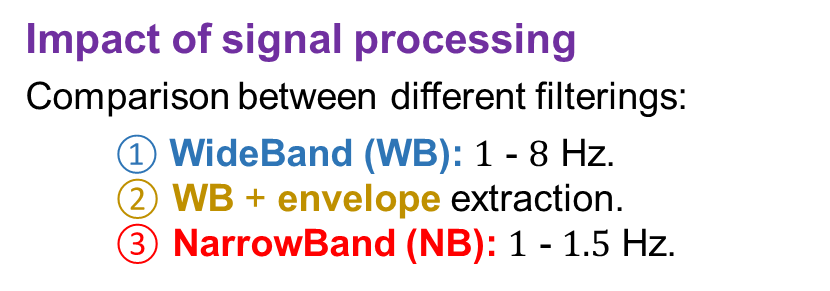 Impact of signal processing
Comparison between different filterings:
① WideBand (WB): 1 - 8 Hz.
② WB + envelope extraction.
③ NarrowBand (NB): 1 - 1.5 Hz.